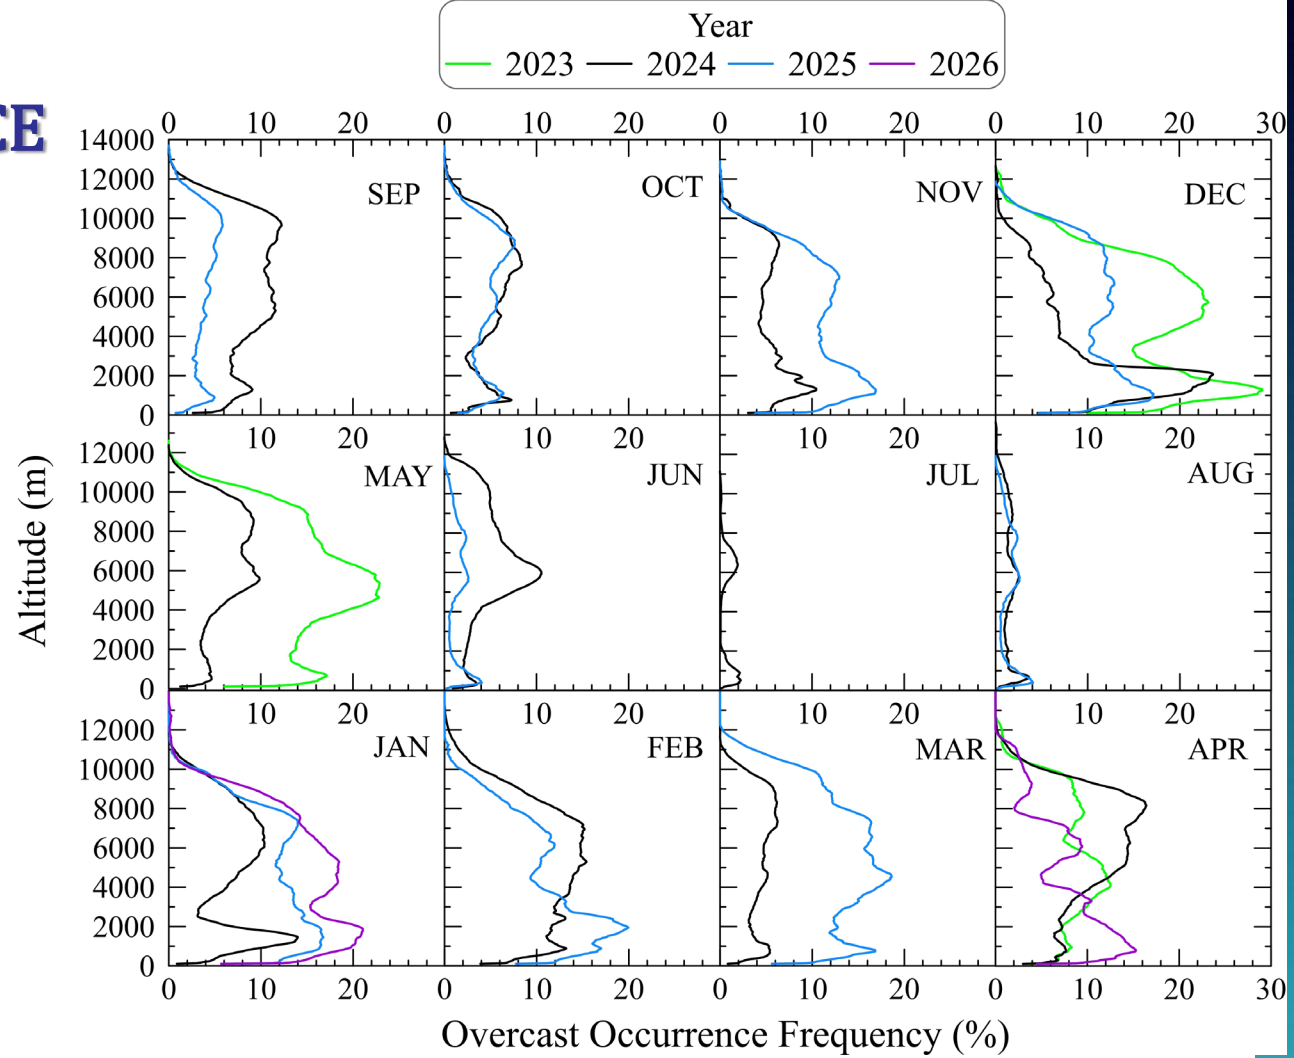 Year
2023 2024 2025 2026
CE
0 10 20 0 10 20 0 10 20 0 10 20 30
14000
12000 SEP OCT NOV DEC
10000
8000
6000
4000
2000
0
10 20 10 20 10 20 10 20
12000 MAY JUN JUL AUG
10000
8000
6000
4000
2000
0
10 20 10 20 10 20 10 20
12000 JAN FEB MAR APR
10000
8000
6000
4000
2000
0
0 10 20 0 10 20 0 10 20 0 10 20 30
Altitude (m)
Overcast Occurrence Frequency (%)